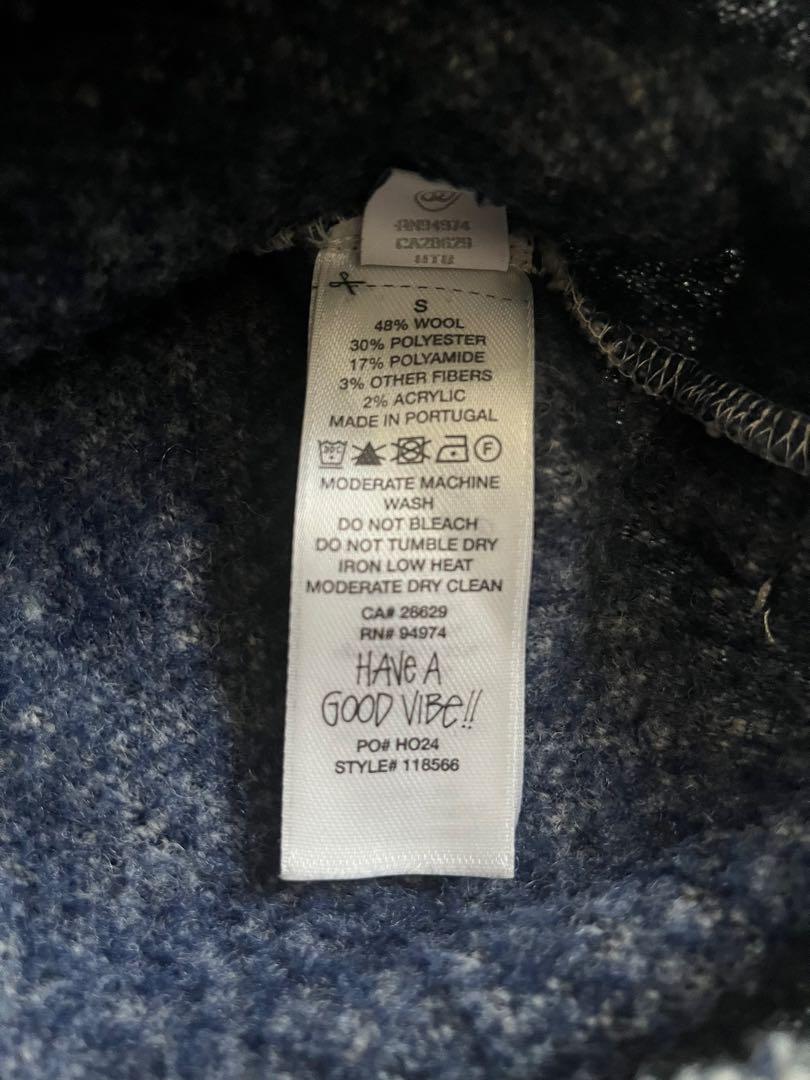 RN94974
CA28629
S
48% WOOL
30% POLYESTER
17% POLYAMIDE
3% OTHER FIBERS
2% ACRYLIC
MADE IN PORTUGAL
30C
F
MODERATE MACHINE
WASH
DO NOT BLEACH
DO NOT TUMBLE DRY
IRON LOW HEAT
MODERATE DRY CLEAN
CA# 28629
RN# 94974
HAVE A
GOOD VIBE!!
PO# HO24
STYLE# 118566